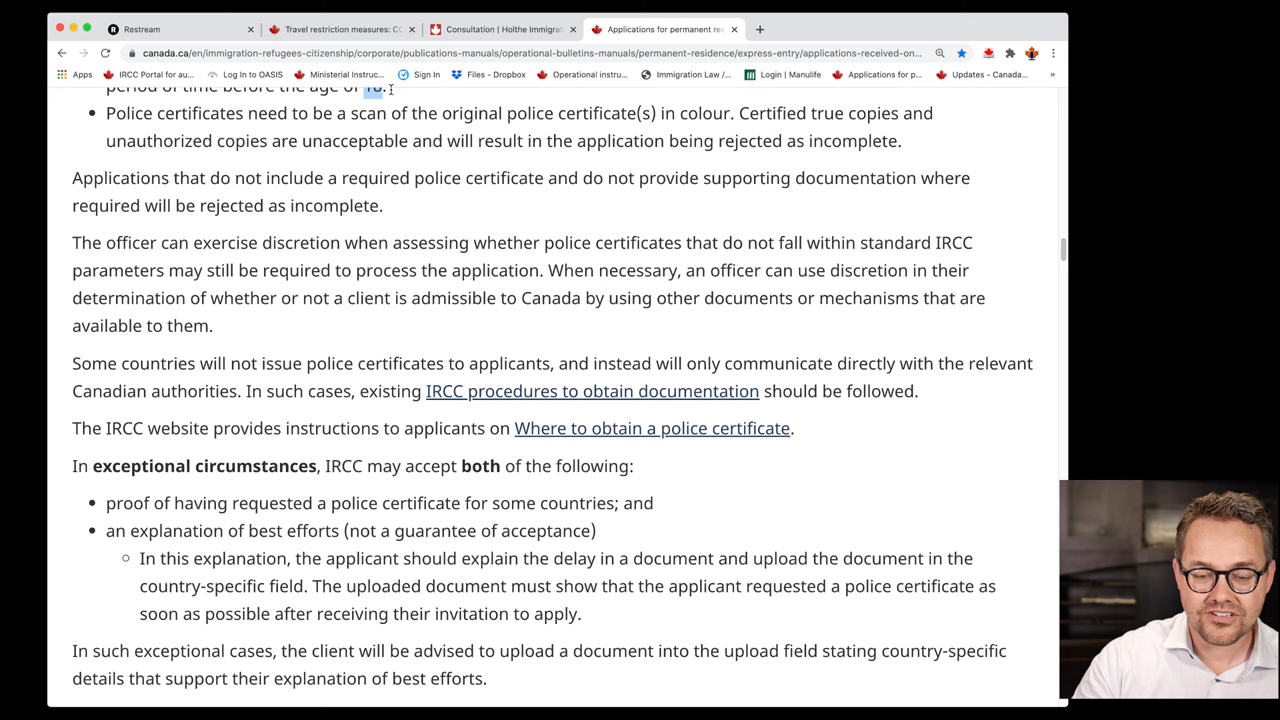 Restream
Travel restriction measures: CO
Consultation | Holthe Immigrat
Applications for permanent res
canada.ca/en/immigration-refugees-citizenship/corporate/publications-manuals/operational-bulletins-manuals/permanent-residence/express-entry/applications-received-on...
Apps
IRCC Portal for au...
Log In to OASIS
Ministerial Instruc...
Sign In
Files - Dropbox
Operational instru...
Immigration Law /...
Login | Manulife
Applications for p...
Updates - Canada...
»
period of time before the age of 18.
• Police certificates need to be a scan of the original police certificate(s) in colour. Certified true copies and
unauthorized copies are unacceptable and will result in the application being rejected as incomplete.
Applications that do not include a required police certificate and do not provide supporting documentation where
required will be rejected as incomplete.
The officer can exercise discretion when assessing whether police certificates that do not fall within standard IRCC
parameters may still be required to process the application. When necessary, an officer can use discretion in their
determination of whether or not a client is admissible to Canada by using other documents or mechanisms that are
available to them.
Some countries will not issue police certificates to applicants, and instead will only communicate directly with the relevant
Canadian authorities. In such cases, existing IRCC procedures to obtain documentation should be followed.
The IRCC website provides instructions to applicants on Where to obtain a police certificate.
In exceptional circumstances, IRCC may accept both of the following:
• proof of having requested a police certificate for some countries; and
• an explanation of best efforts (not a guarantee of acceptance)
○ In this explanation, the applicant should explain the delay in a document and upload the document in the
country-specific field. The uploaded document must show that the applicant requested a police certificate as
soon as possible after receiving their invitation to apply.
In such exceptional cases, the client will be advised to upload a document into the upload field stating country-specific
details that support their explanation of best efforts.